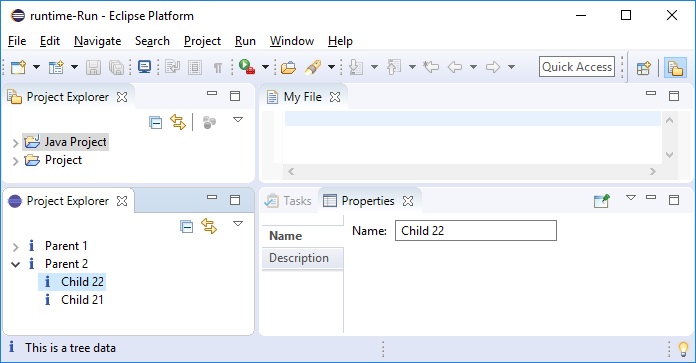 runtime-Run - Eclipse Platform
File Edit Navigate Search Project Run Window Help
Quick Access
Project Explorer
Java Project
Project
My File
Project Explorer
Parent 1
Parent 2
Child 22
Child 21
Tasks Properties
Name
Description
Name: Child 22
This is a tree data